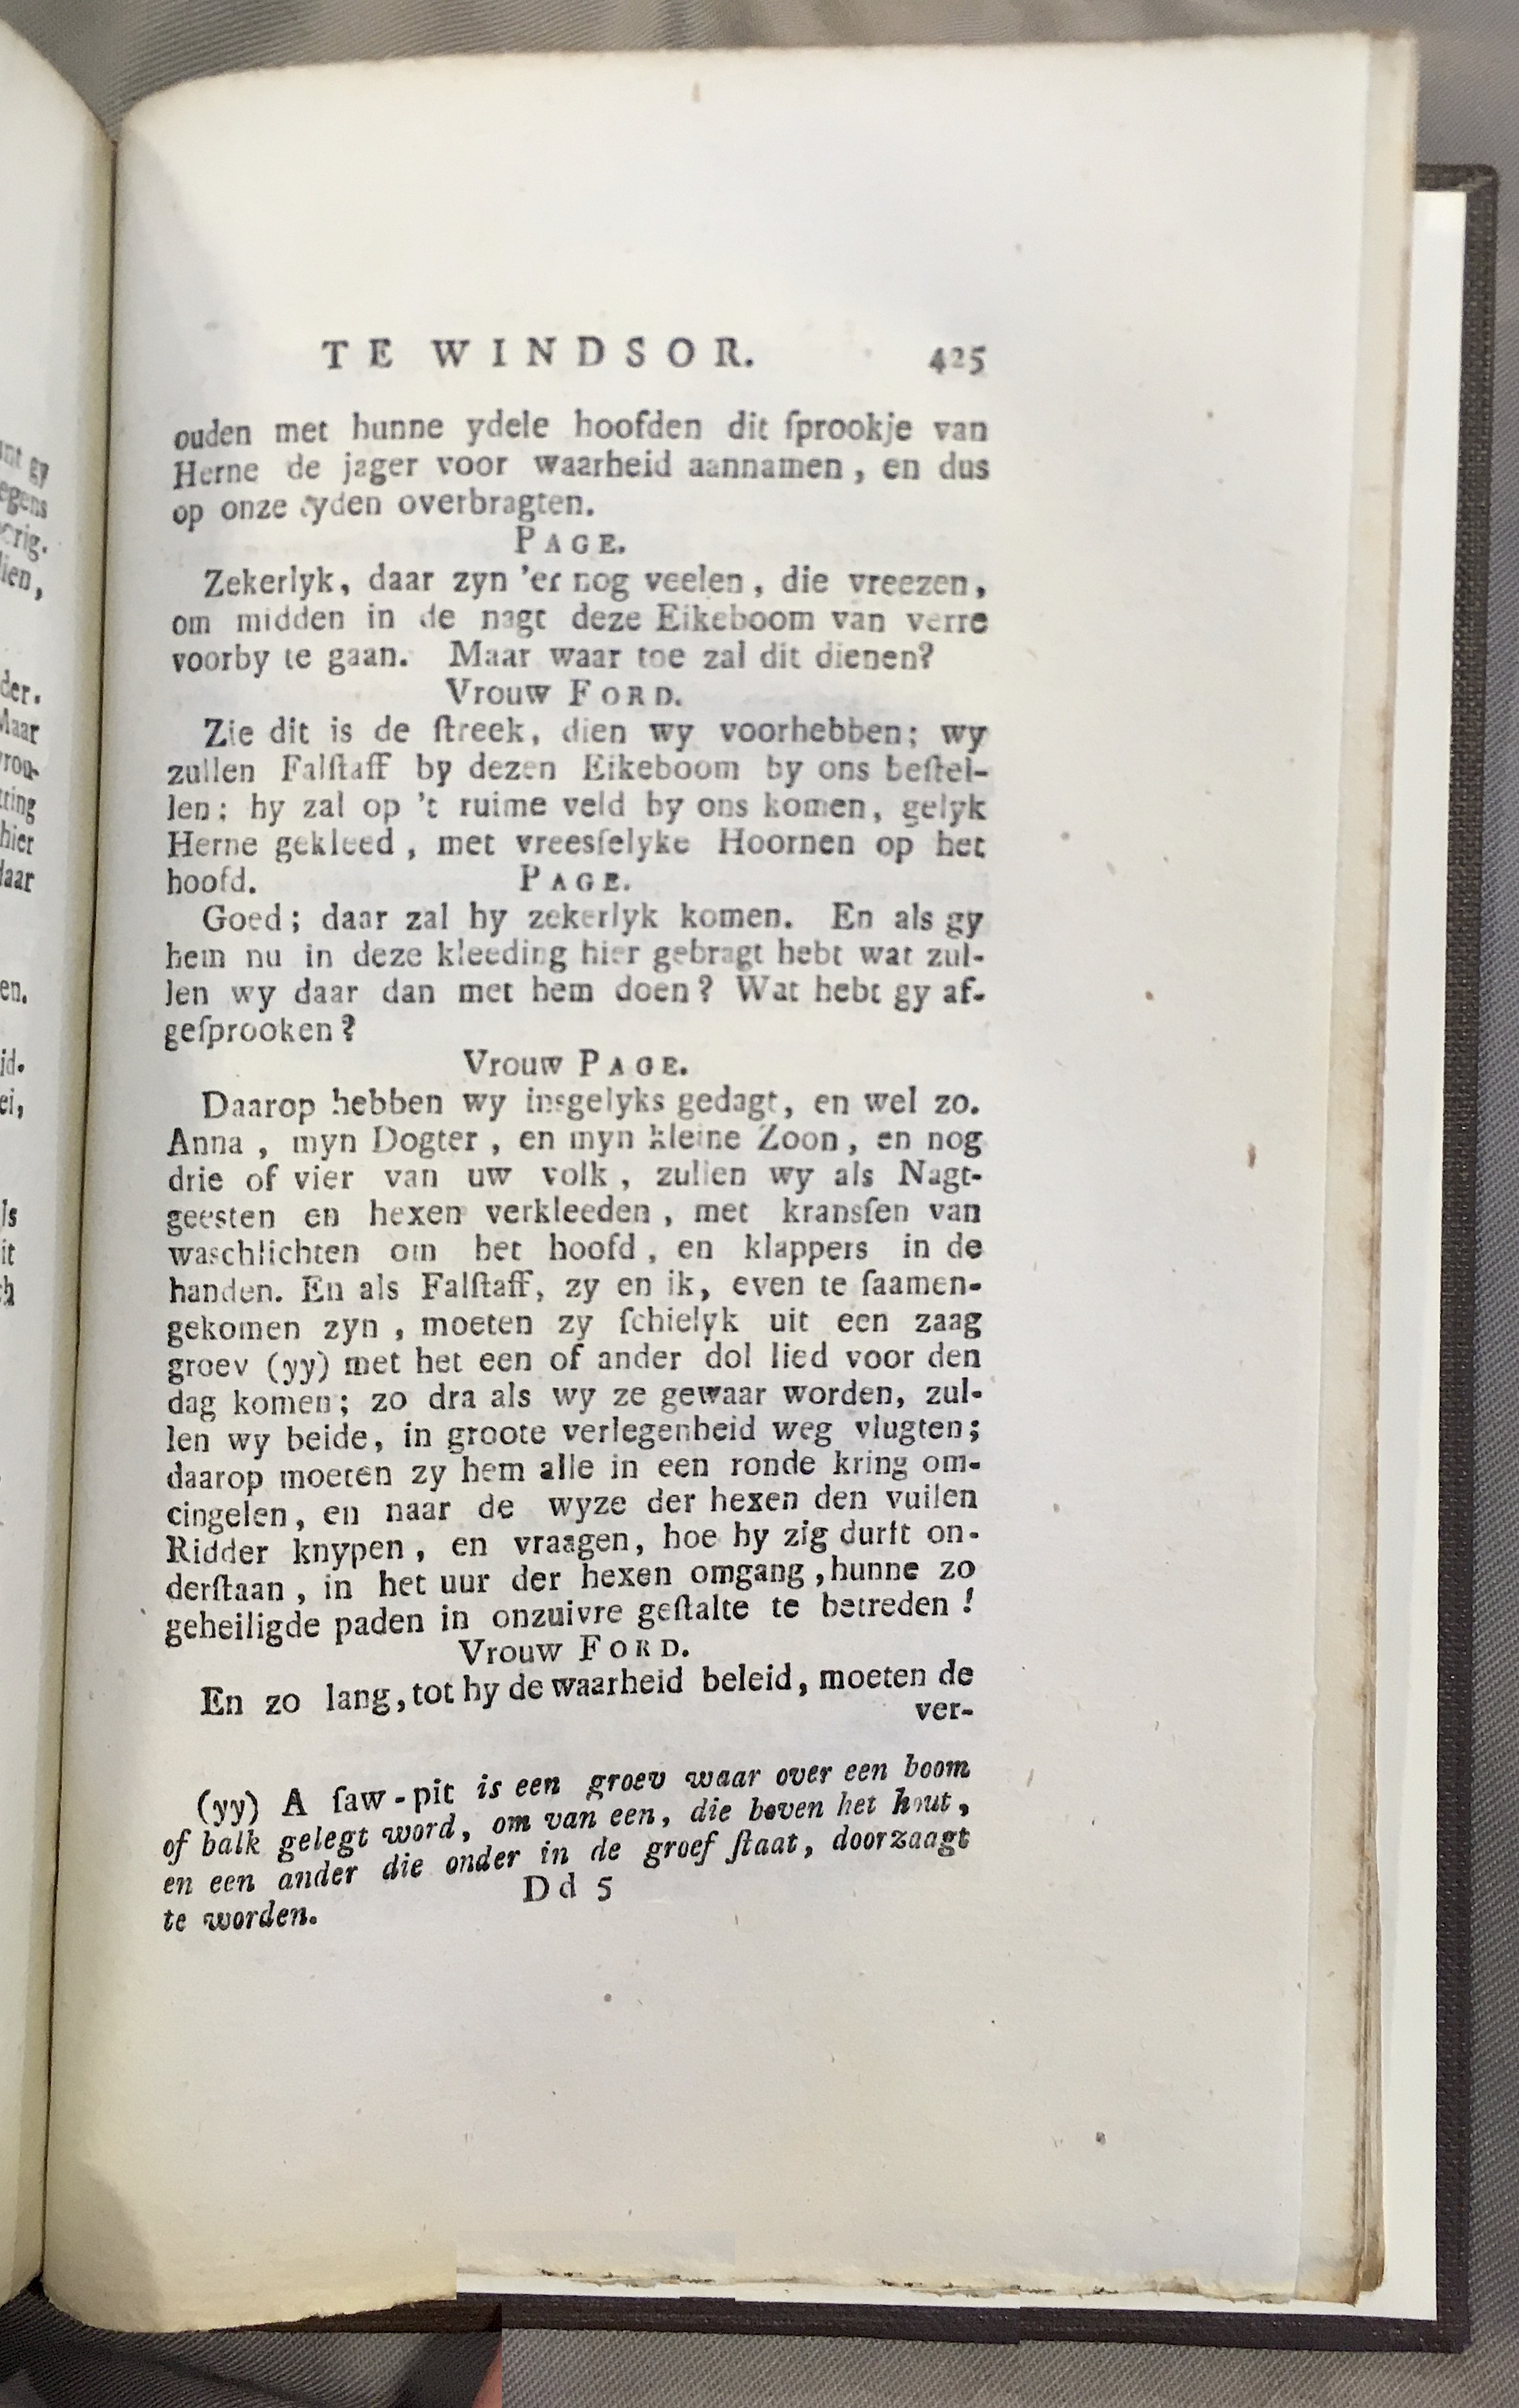 TE WINDSOR. 425
ouden met hunne ydele hoofden dit ſprookje van
Herne de jager voor waarheid aannamen, en dus
op onze tyden overbragten.
PAGE.
Zekerlyk, daar zyn 'er nog veelen, die vreezen,
om midden in de nagt deze Eikeboom van verre
voorby te gaan. Maar waar toe zal dit dienen?
Vrouw FORD.
Zie dit is de ſtreek, dien wy voorhebben; wy
zullen Falſtaff by dezen Eikeboom by ons beſtel-
len: hy zal op 't ruime veld by ons komen, gelyk
Herne gekleed, met vreesſelyke Hoornen op het
hoofd. PAGE.
Goed; daar zal hy zekerlyk komen. En als gy
hem nu in deze kleeding hier gebragt hebt wat zul-
len wy daar dan met hem doen? Wat hebt gy af-
geſprooken?
Vrouw PAGE.
Daarop hebben wy insgelyks gedagt, en wel zo.
Anna, myn Dogter, en myn kleine Zoon, en nog
drie of vier van uw volk, zullen wy als Nagt-
geesten en hexen verkleeden, met kransſen van
waschlichten om het hoofd, en klappers in de
handen. En als Falſtaff, zy en ik, even te ſaamen-
gekomen zyn, moeten zy ſchielyk uit een zaag
groev (yy) met het een of ander dol lied voor den
dag komen; zo dra als wy ze gewaar worden, zul-
len wy beide, in groote verlegenheid weg vlugten;
daarop moeten zy hem alle in een ronde kring om-
cingelen, en naar de wyze der hexen den vuilen
Ridder knypen, en vraagen, hoe hy zig durft on-
derſtaan, in het uur der hexen omgang, hunne zo
geheiligde paden in onzuivre geſtalte te betreden!
Vrouw FORD.
En zo lang, tot hy de waarheid beleid, moeten de
ver-
(yy) A ſaw-pit is een groev waar over een boom
of balk gelegt word, om van een, die boven het hout,
en een ander die onder in de groef ſtaat, doorzaagt
Dd 5
te worden.